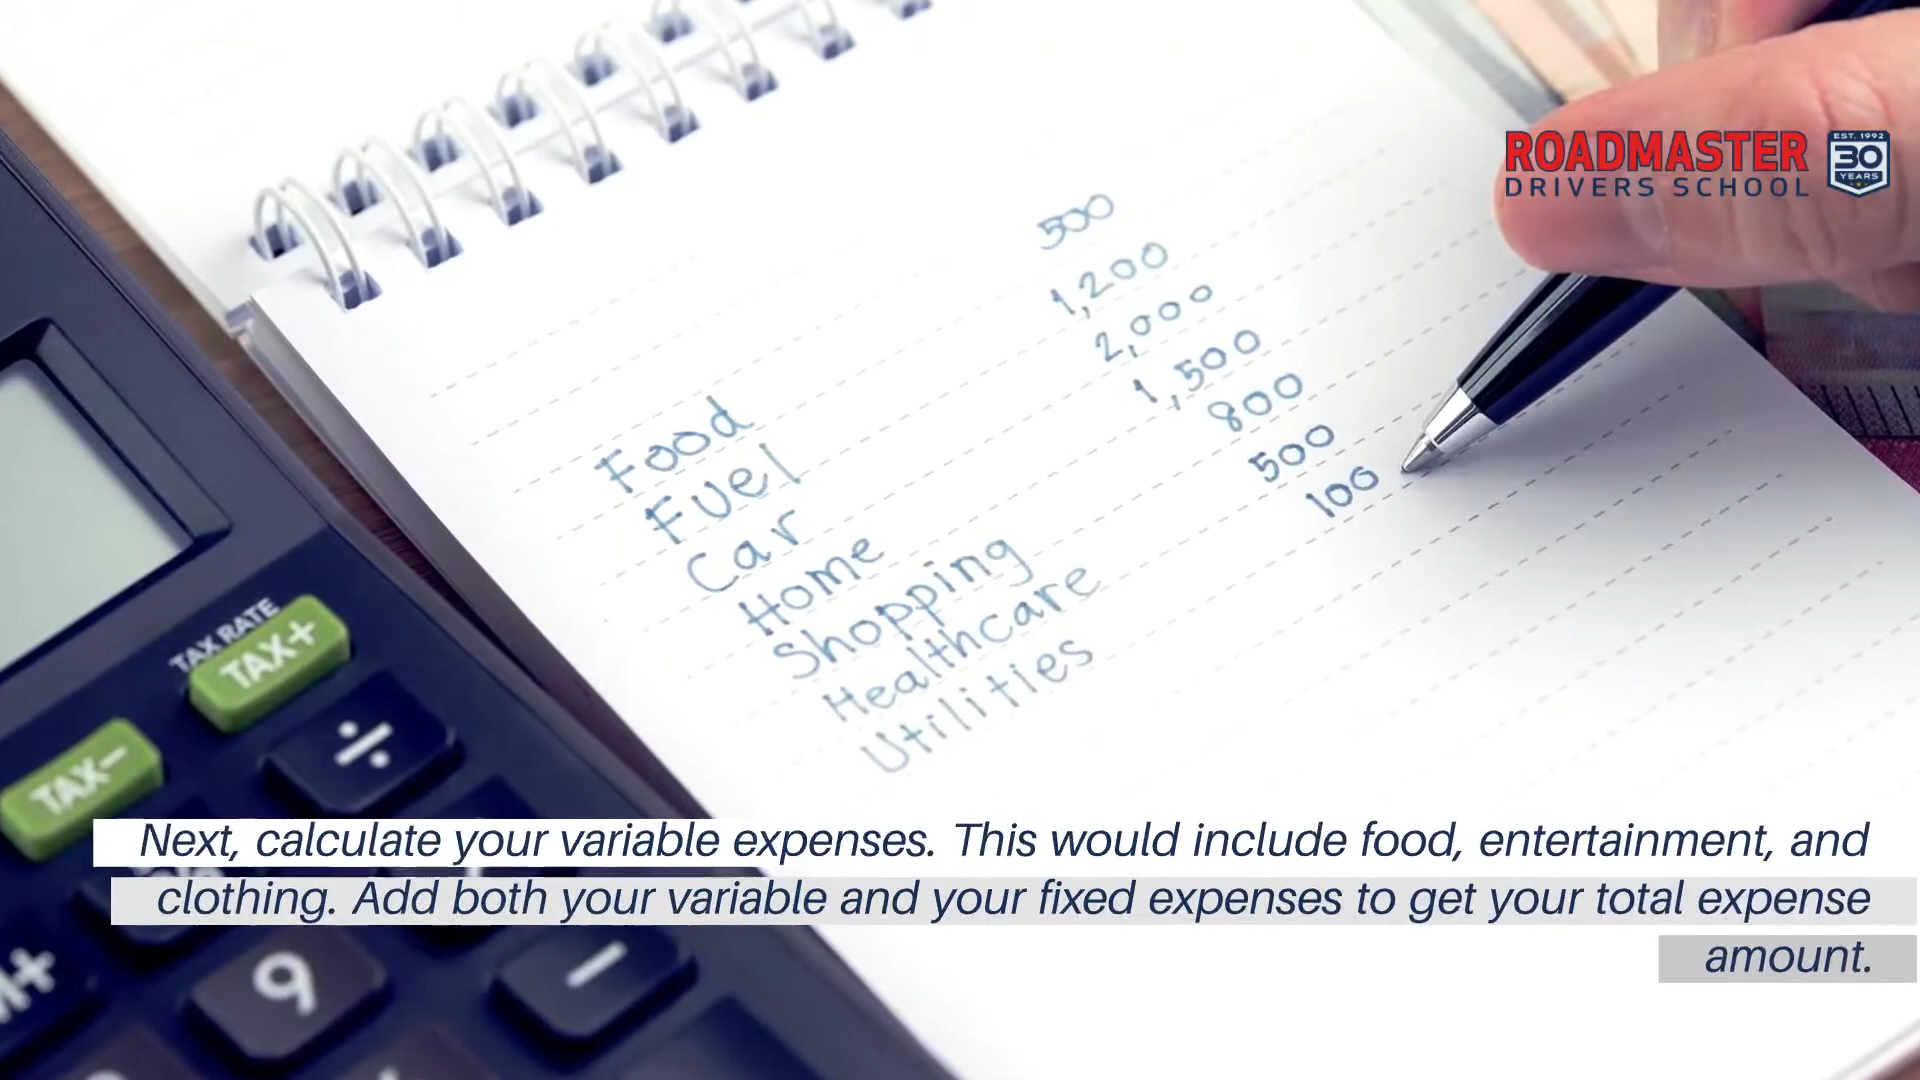 ROADMASTER
DRIVERS SCHOOL
EST. 1992
30
YEARS
Food 500
Fuel 1,200
Car 2,000
Home 1,500
Shopping 800
Healthcare 500
Utilities 100
TAX RATE
TAX+
TAX−
÷
9
−
Next, calculate your variable expenses. This would include food, entertainment, and
clothing. Add both your variable and your fixed expenses to get your total expense
amount.